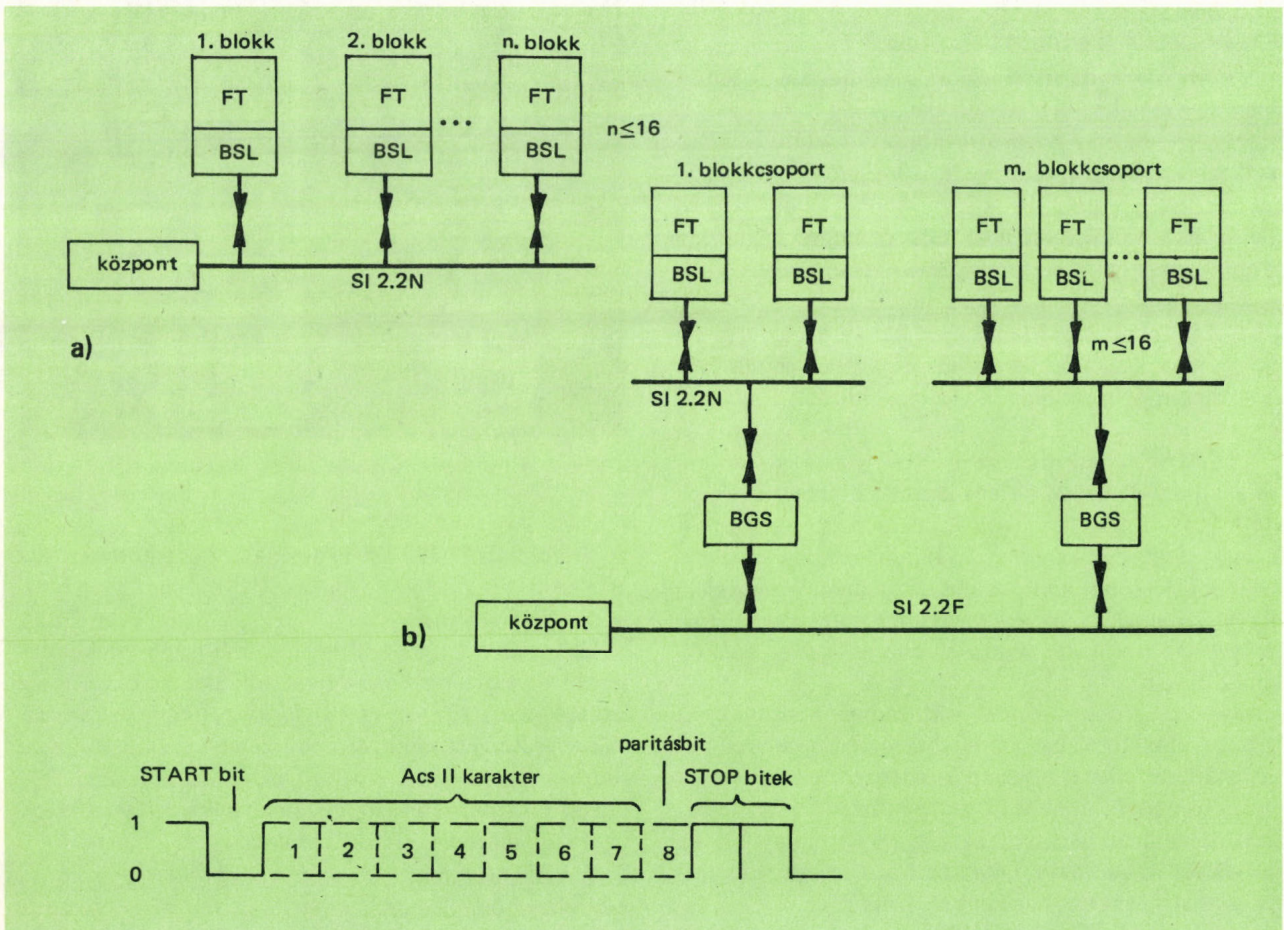 1. blokk 2. blokk n. blokk
FT FT FT
... n≤16
BSL BSL BSL
központ
SI 2.2N
a)
1. blokkcsoport m. blokkcsoport
FT FT FT FT FT
...
BSL BSL BSL BSL BSL
m≤16
SI 2.2N
BGS BGS
SI 2.2F
központ
b)
paritásbit
START bit Acs II karakter STOP bitek
1
1 2 3 4 5 6 7 8
0